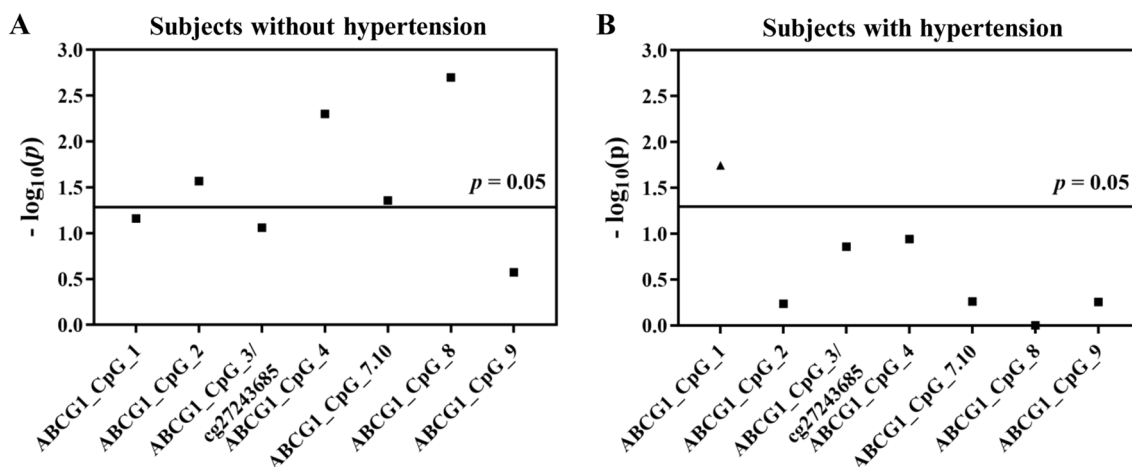 A
Subjects without hypertension
- log10(p)
3.0
2.5
2.0
1.5
1.0
0.5
0.0
p = 0.05
ABCG1_CpG_1
ABCG1_CpG_2
ABCG1_CpG_3/
cg27243685
ABCG1_CpG_4
ABCG1_CpG_7.10
ABCG1_CpG_8
ABCG1_CpG_9
B
Subjects with hypertension
- log10(p)
3.0
2.5
2.0
1.5
1.0
0.5
0.0
p = 0.05
ABCG1_CpG_1
ABCG1_CpG_2
ABCG1_CpG_3/
cg27243685
ABCG1_CpG_4
ABCG1_CpG_7.10
ABCG1_CpG_8
ABCG1_CpG_9